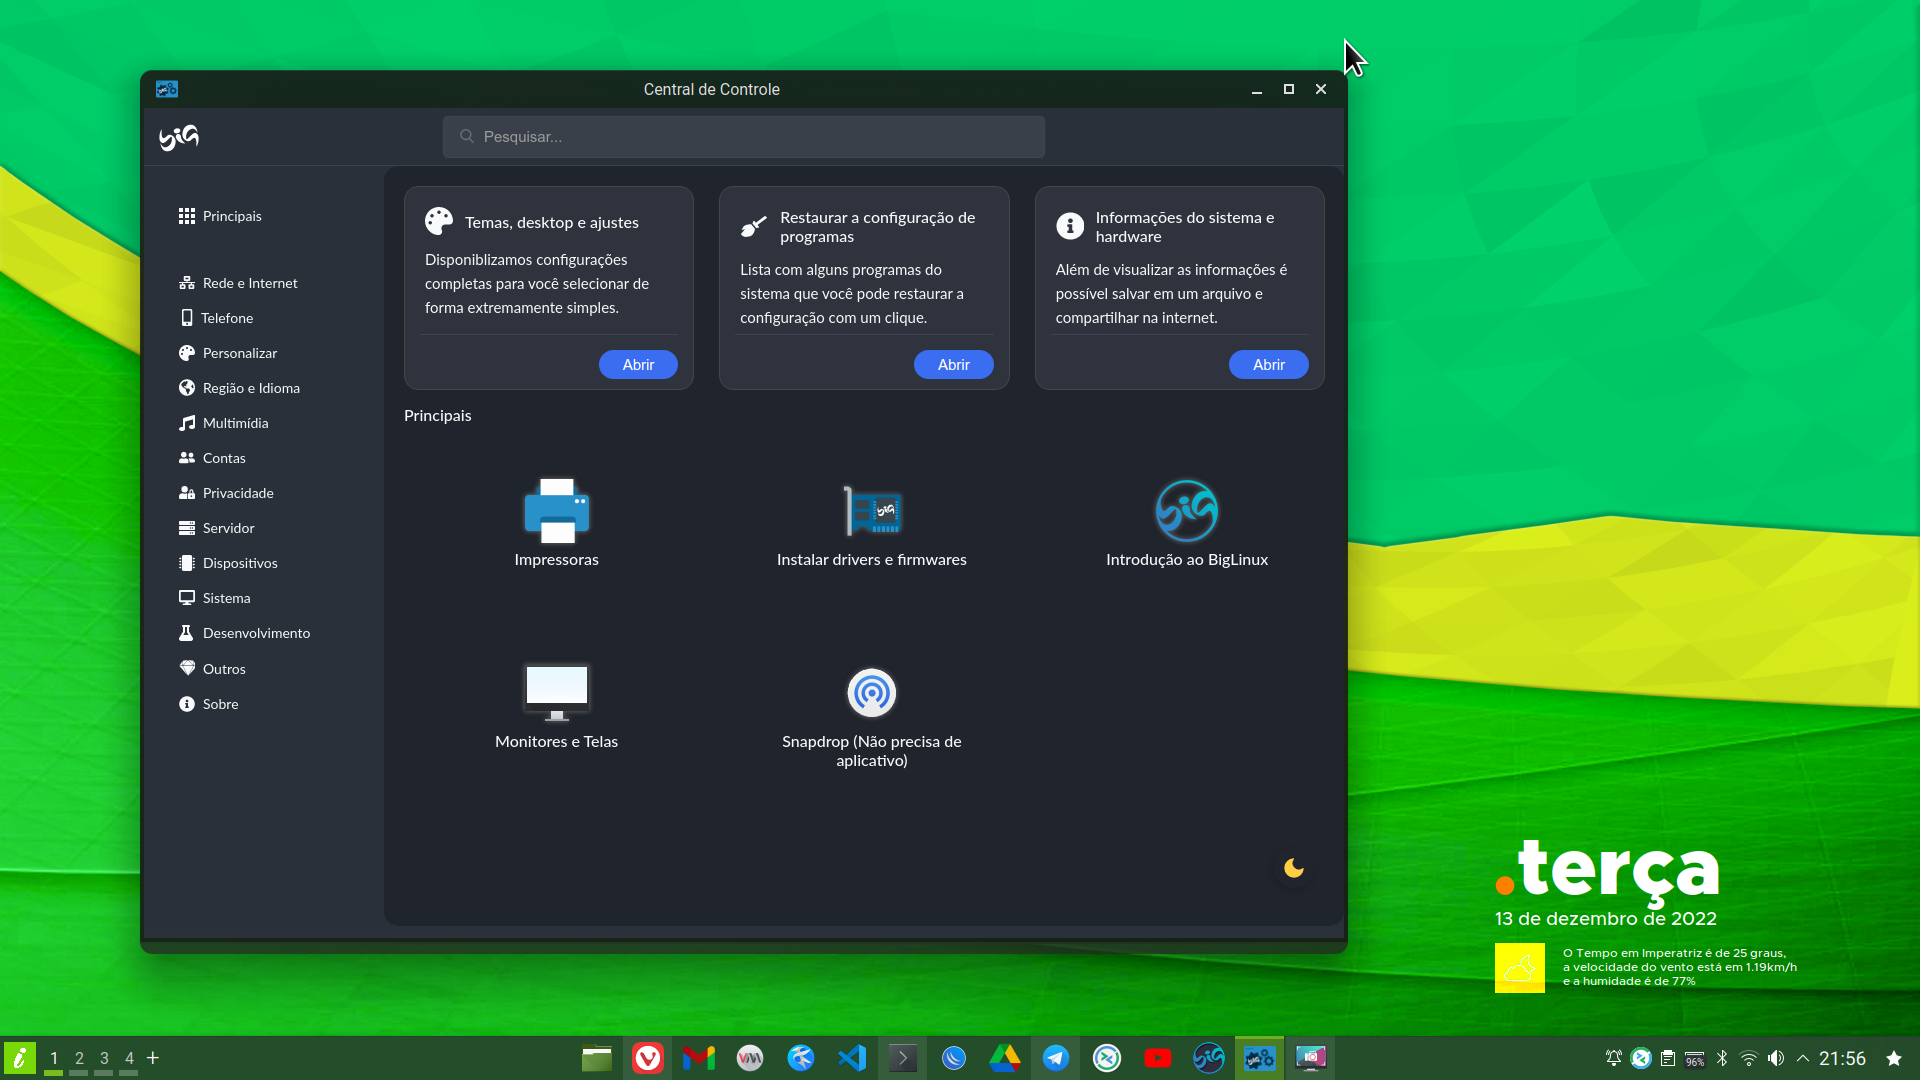 Central de Controle
BiG
Pesquisar...
Principais
Rede e Internet
Telefone
Personalizar
Região e Idioma
Multimídia
Contas
Privacidade
Servidor
Dispositivos
Sistema
Desenvolvimento
Outros
Sobre
Temas, desktop e ajustes
Disponiblizamos configurações
completas para você selecionar de
forma extremamente simples.
Abrir
Restaurar a configuração de
programas
Lista com alguns programas do
sistema que você pode restaurar a
configuração com um clique.
Abrir
Informações do sistema e
hardware
Além de visualizar as informações é
possível salvar em um arquivo e
compartilhar na internet.
Abrir
Principais
Impressoras
Instalar drivers e firmwares
Introdução ao BigLinux
Monitores e Telas
Snapdrop (Não precisa de
aplicativo)
.terça
13 de dezembro de 2022
O Tempo em Imperatriz é de 25 graus,
a velocidade do vento está em 1.19km/h
e a humidade é de 77%
1 2 3 4 +
96%
21:56